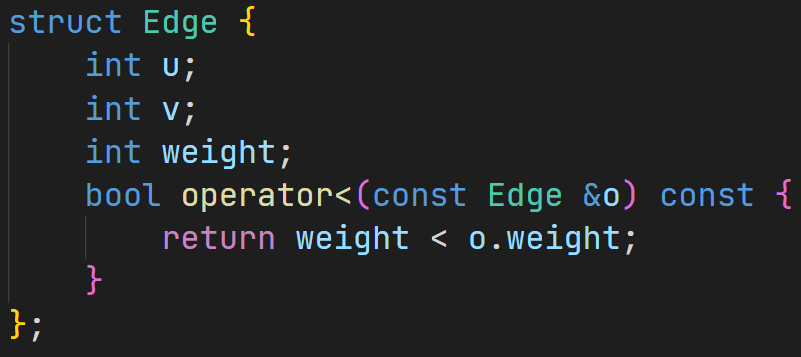 struct Edge {
    int u;
    int v;
    int weight;
    bool operator<(const Edge &o) const {
        return weight < o.weight;
    }
};